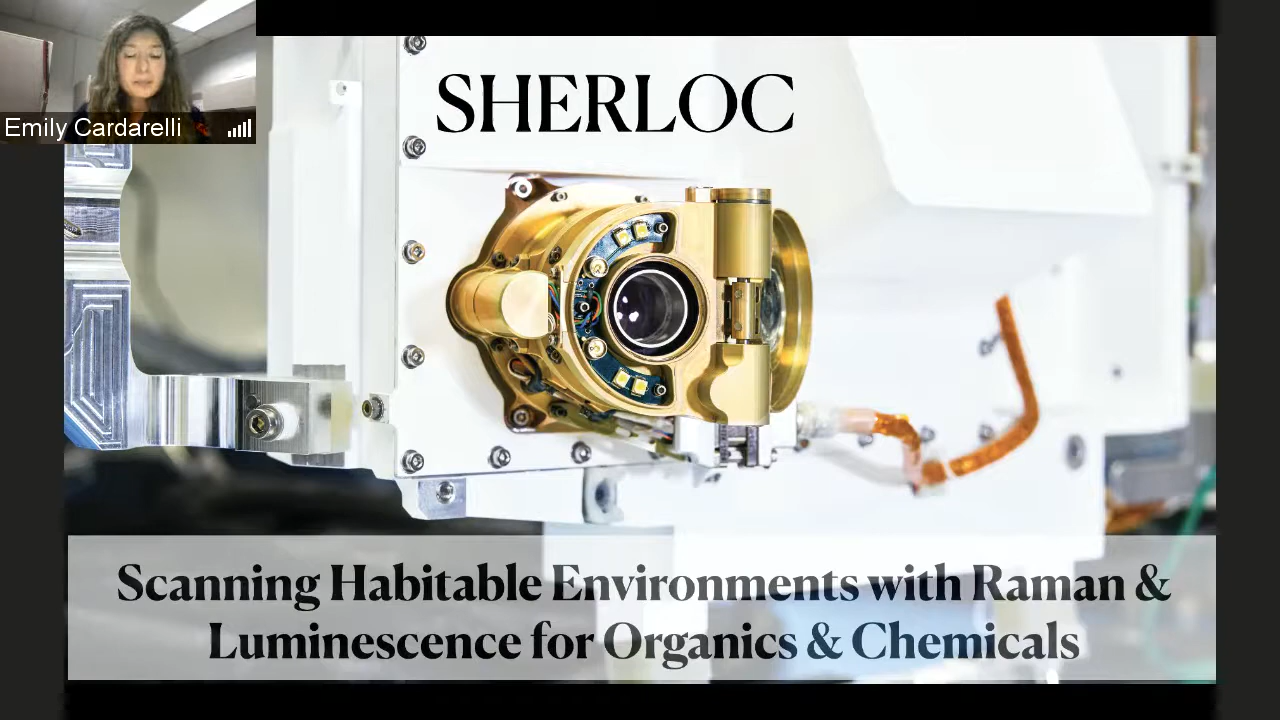 Emily Cardarelli
SHERLOC
Scanning Habitable Environments with Raman &
Luminescence for Organics & Chemicals